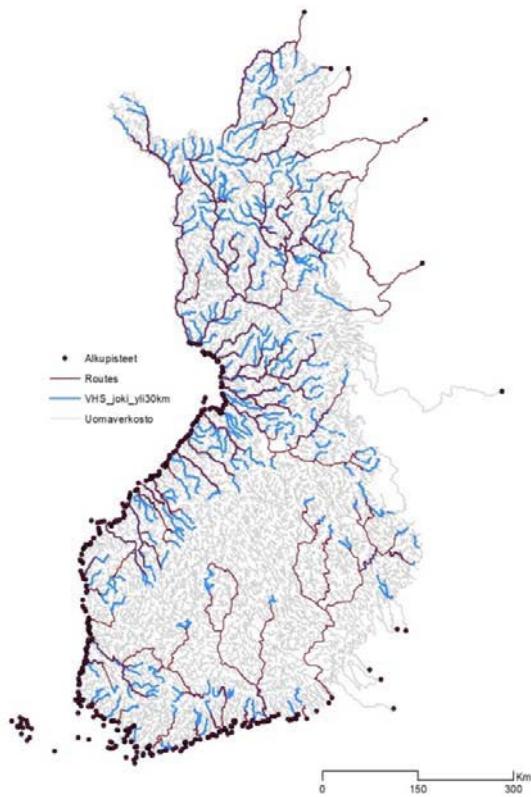 Alkupisteet
Routes
VHS_joki_yli30km
Uomaverkosto
Km
0 150 300